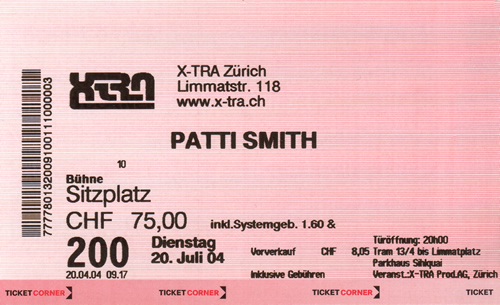 X-TRA
X-TRA Zürich
Limmatstr. 118
www.x-tra.ch
PATTI SMITH
10
Bühne
Sitzplatz
CHF 75,00 inkl.Systemgeb. 1.60 &
200 Dienstag
20. Juli 04
20.04.04 09.17
Vorverkauf CHF 8,05
Inklusive Gebühren
Türöffnung: 20h00
Tram 13/4 bis Limmatplatz
Parkhaus Sihlquai
Veranst.:X-TRA Prod.AG, Zürich
7777801320091001110000003
TICKETCORNER TICKETCORNER TICKETCORNER TICKETCORNER